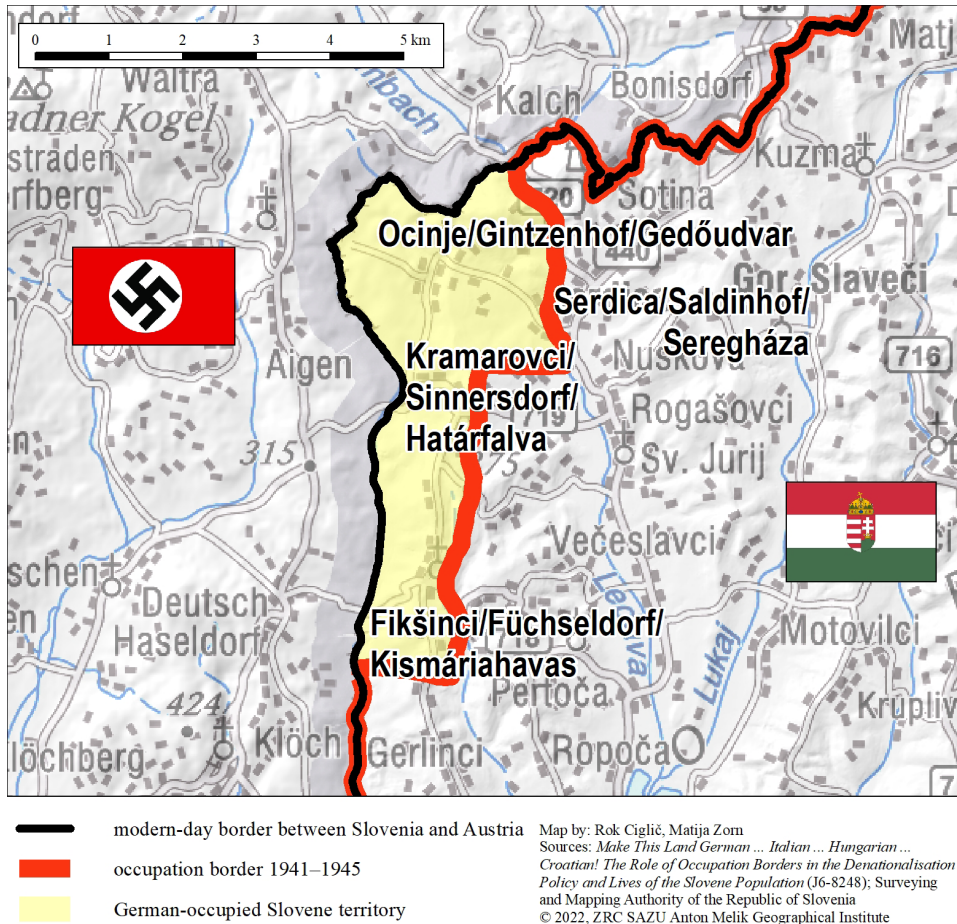 0 1 2 3 4 5 km
Waltra
Kalch
Bonisdorf
Matj
adner Kogel
straden
rfberg
Kuzma
Sotina
Ocinje/Gintzenhof/Gedőudvar
440
Gor. Slaveči
Serdica/Saldinhof/
Seregháza
Nuskova
716
Aigen
Kramarovci/
Sinnersdorf/
Határfalva
719
Rogašovci
315
375
Sv. Jurij
Večeslavci
schen
Deutsch
Haseldorf
Ledava
Lukaj
Fikšinci/Füchseldorf/
Kismáriahavas
718
Motovilci
Pertoča
424
Krupliv
löchberg
Klöch
Gerlinci
Ropoča
modern-day border between Slovenia and Austria
occupation border 1941–1945
German-occupied Slovene territory
Map by: Rok Ciglič, Matija Zorn
Sources: Make This Land German ... Italian ... Hungarian ...
Croatian! The Role of Occupation Borders in the Denationalisation
Policy and Lives of the Slovene Population (J6-8248); Surveying
and Mapping Authority of the Republic of Slovenia
© 2022, ZRC SAZU Anton Melik Geographical Institute